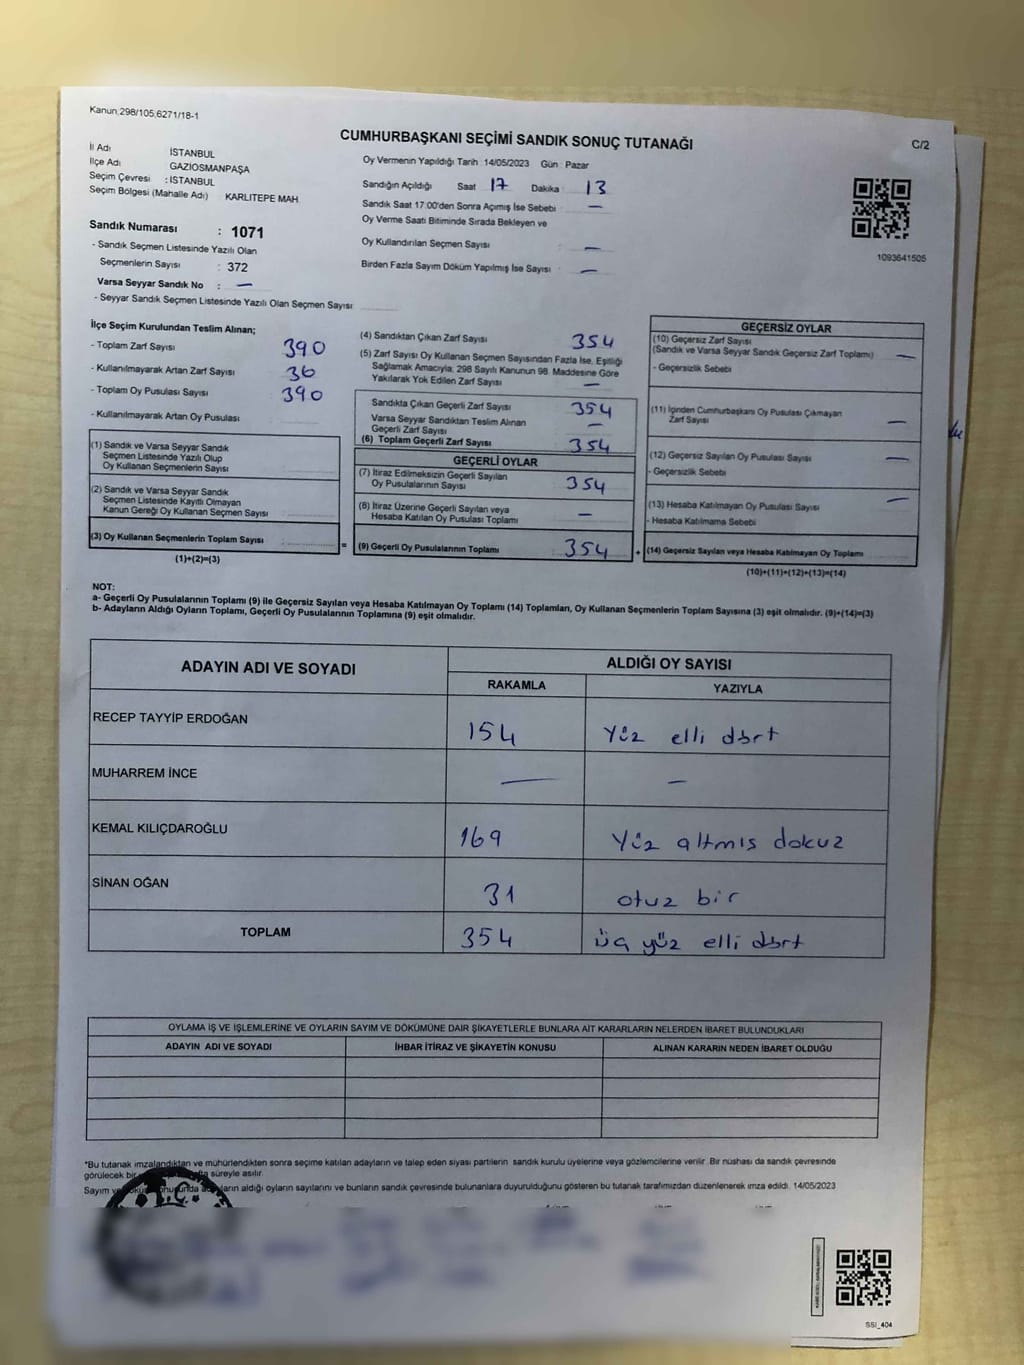 Kanun;298/105,6271/18-1
CUMHURBAŞKANI SEÇİMİ SANDIK SONUÇ TUTANAĞI
C/2
İl Adı İSTANBUL
İlçe Adı GAZİOSMANPAŞA
Seçim Çevresi : İSTANBUL
Seçim Bölgesi (Mahalle Adı) KARLITEPE MAH.
Sandık Numarası : 1071
- Sandık Seçmen Listesinde Yazılı Olan
Seçmenlerin Sayısı : 372
Varsa Seyyar Sandık No : —
- Seyyar Sandık Seçmen Listesinde Yazılı Olan Seçmen Sayısı
Oy Vermenin Yapıldığı Tarih :14/05/2023 Gün : Pazar
Sandığın Açıldığı Saat 17 Dakika : 13
Sandık Saat 17:00'den Sonra Açılmış İse Sebebi : —
Oy Verme Saati Bitiminde Sırada Bekleyen ve
Oy Kullandırılan Seçmen Sayısı : —
Birden Fazla Sayım Döküm Yapılmış İse Sayısı : —
1093641505
İlçe Seçim Kurulundan Teslim Alınan;
- Toplam Zarf Sayısı : 390
- Kullanılmayarak Artan Zarf Sayısı : 36
- Toplam Oy Pusulası Sayısı : 390
- Kullanılmayarak Artan Oy Pusulası
(1) Sandık ve Varsa Seyyar Sandık
Seçmen Listesinde Yazılı Olup
Oy Kullanan Seçmenlerin Sayısı
(2) Sandık ve Varsa Seyyar Sandık
Seçmen Listesinde Kayıtlı Olmayan
Kanun Gereği Oy Kullanan Seçmen Sayısı
(3) Oy Kullanan Seçmenlerin Toplam Sayısı :
(1)+(2)=(3)
(4) Sandıktan Çıkan Zarf Sayısı 354
(5) Zarf Sayısı Oy Kullanan Seçmen Sayısından Fazla İse, Eşitliği
Sağlamak Amacıyla, 298 Sayılı Kanunun 98. Maddesine Göre
Yakılarak Yok Edilen Zarf Sayısı —
Sandıkta Çıkan Geçerli Zarf Sayısı 354
Varsa Seyyar Sandıktan Teslim Alınan
Geçerli Zarf Sayısı —
(6) Toplam Geçerli Zarf Sayısı 354
GEÇERLİ OYLAR
(7) İtiraz Edilmeksizin Geçerli Sayılan
Oy Pusulalarının Sayısı 354
(8) İtiraz Üzerine Geçerli Sayılan veya
Hesaba Katılan Oy Pusulası Toplamı —
= (9) Geçerli Oy Pusulalarının Toplamı 354
GEÇERSİZ OYLAR
(10) Geçersiz Zarf Sayısı
(Sandık ve Varsa Seyyar Sandık Geçersiz Zarf Toplamı) —
- Geçersizlik Sebebi
(11) İçinden Cumhurbaşkanı Oy Pusulası Çıkmayan
Zarf Sayısı —
(12) Geçersiz Sayılan Oy Pusulası Sayısı —
- Geçersizlik Sebebi
(13) Hesaba Katılmayan Oy Pusulası Sayısı —
- Hesaba Katılmama Sebebi
+ (14) Geçersiz Sayılan veya Hesaba Katılmayan Oy Toplamı
(10)+(11)+(12)+(13)=(14)
NOT:
a- Geçerli Oy Pusulalarının Toplamı (9) ile Geçersiz Sayılan veya Hesaba Katılmayan Oy Toplamı (14) Toplamları, Oy Kullanan Seçmenlerin Toplam Sayısına (3) eşit olmalıdır. (9)+(14)=(3)
b- Adayların Aldığı Oyların Toplamı, Geçerli Oy Pusulalarının Toplamına (9) eşit olmalıdır.
ADAYIN ADI VE SOYADI ALDIĞI OY SAYISI
RAKAMLA YAZIYLA
RECEP TAYYİP ERDOĞAN 154 Yüz elli dört
MUHARREM İNCE — —
KEMAL KILIÇDAROĞLU 169 Yüz altmış dokuz
SİNAN OĞAN 31 otuz bir
TOPLAM 354 üç yüz elli dört
OYLAMA İŞ VE İŞLEMLERİNE VE OYLARIN SAYIM VE DÖKÜMÜNE DAİR ŞİKAYETLERLE BUNLARA AİT KARARLARIN NELERDEN İBARET BULUNDUKLARI
ADAYIN ADI VE SOYADI İHBAR İTİRAZ VE ŞİKAYETİN KONUSU ALINAN KARARIN NEDEN İBARET OLDUĞU
*Bu tutanak imzalandıktan ve mühürlendikten sonra seçime katılan adayların ve talep eden siyasi partilerin sandık kurulu üyelerine veya gözlemcilerine verilir. Bir nüshası da sandık çevresinde
görülecek bir süreyle asılır.
Sayım ve aldığı oyların sayılarını ve bunların sandık çevresinde bulunanlara duyurulduğunu gösteren bu tutanak tarafımızdan düzenlenerek imza edildi. 14/05/2023
T.C.
SSI_404